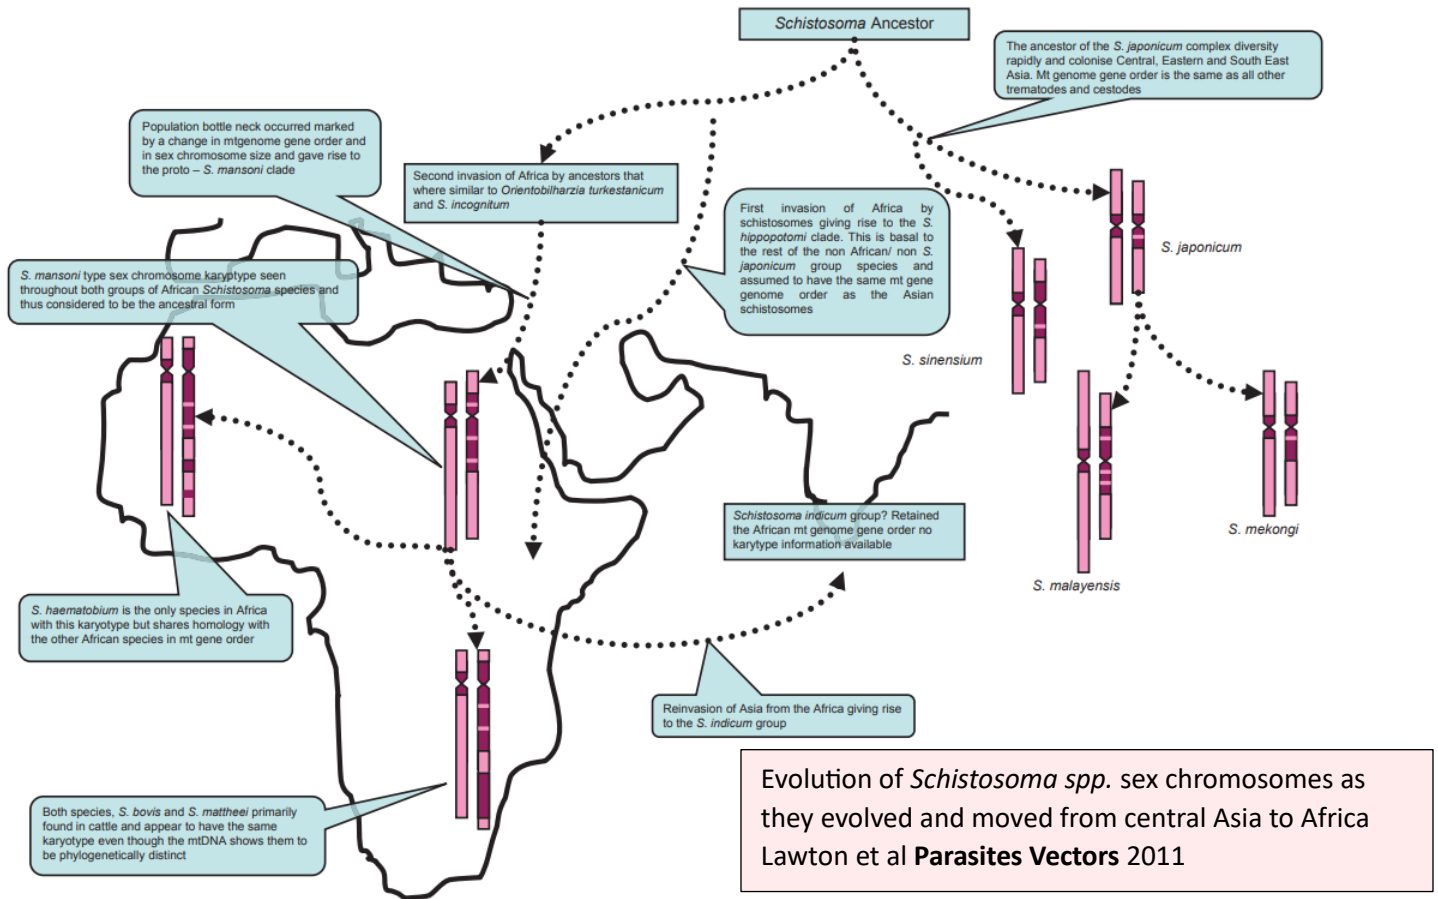 Schistosoma Ancestor
The ancestor of the S. japonicum complex diversity
rapidly and colonise Central, Eastern and South East
Asia. Mt genome gene order is the same as all other
trematodes and cestodes
Population bottle neck occurred marked
by a change in mtgenome gene order and
in sex chromosome size and gave rise to
the proto – S. mansoni clade
Second invasion of Africa by ancestors that
where similar to Orientobilharzia turkestanicum
and S. incognitum
First invasion of Africa by
schistosomes giving rise to the S.
hippopotomi clade. This is basal to
the rest of the non African/ non S.
japonicum group species and
assumed to have the same mt gene
genome order as the Asian
schistosomes
S. japonicum
S. mansoni type sex chromosome karyptype seen
throughout both groups of African Schistosoma species and
thus considered to be the ancestral form
S. sinensium
Schistosoma indicum group? Retained
the African mt genome gene order no
karytype information available
S. mekongi
S. malayensis
S. haematobium is the only species in Africa
with this karyotype but shares homology with
the other African species in mt gene order
Reinvasion of Asia from the Africa giving rise
to the S. indicum group
Both species, S. bovis and S. mattheei primarily
found in cattle and appear to have the same
karyotype even though the mtDNA shows them to
be phylogenetically distinct
Evolution of Schistosoma spp. sex chromosomes as
they evolved and moved from central Asia to Africa
Lawton et al Parasites Vectors 2011